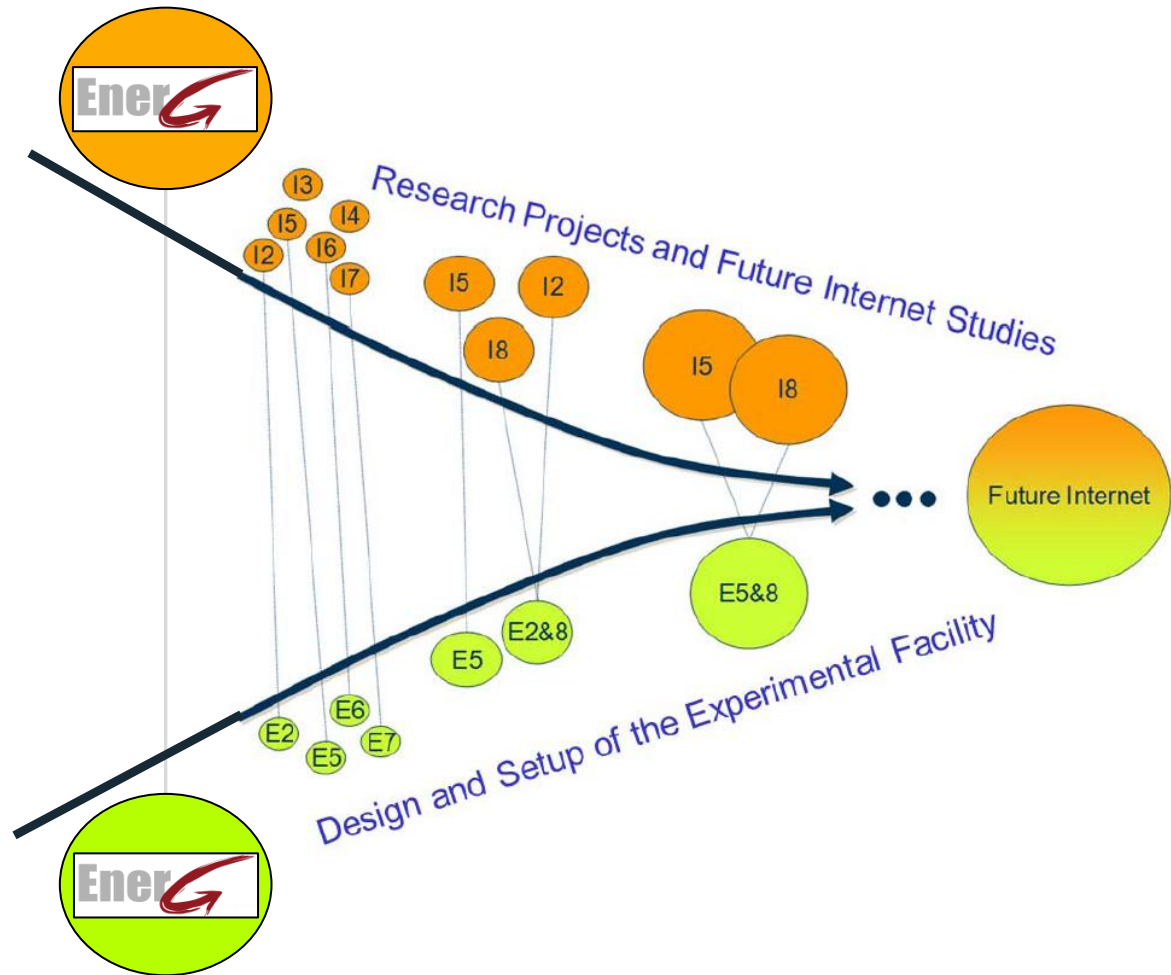 Ener G
Research Projects and Future Internet Studies
I3
I5
I4
I2
I6
I7
I5
I2
I8
I5
I8
Future Internet
E5&8
E2&8
E5
E6
E2
E7
E5
Design and Setup of the Experimental Facility
Ener G